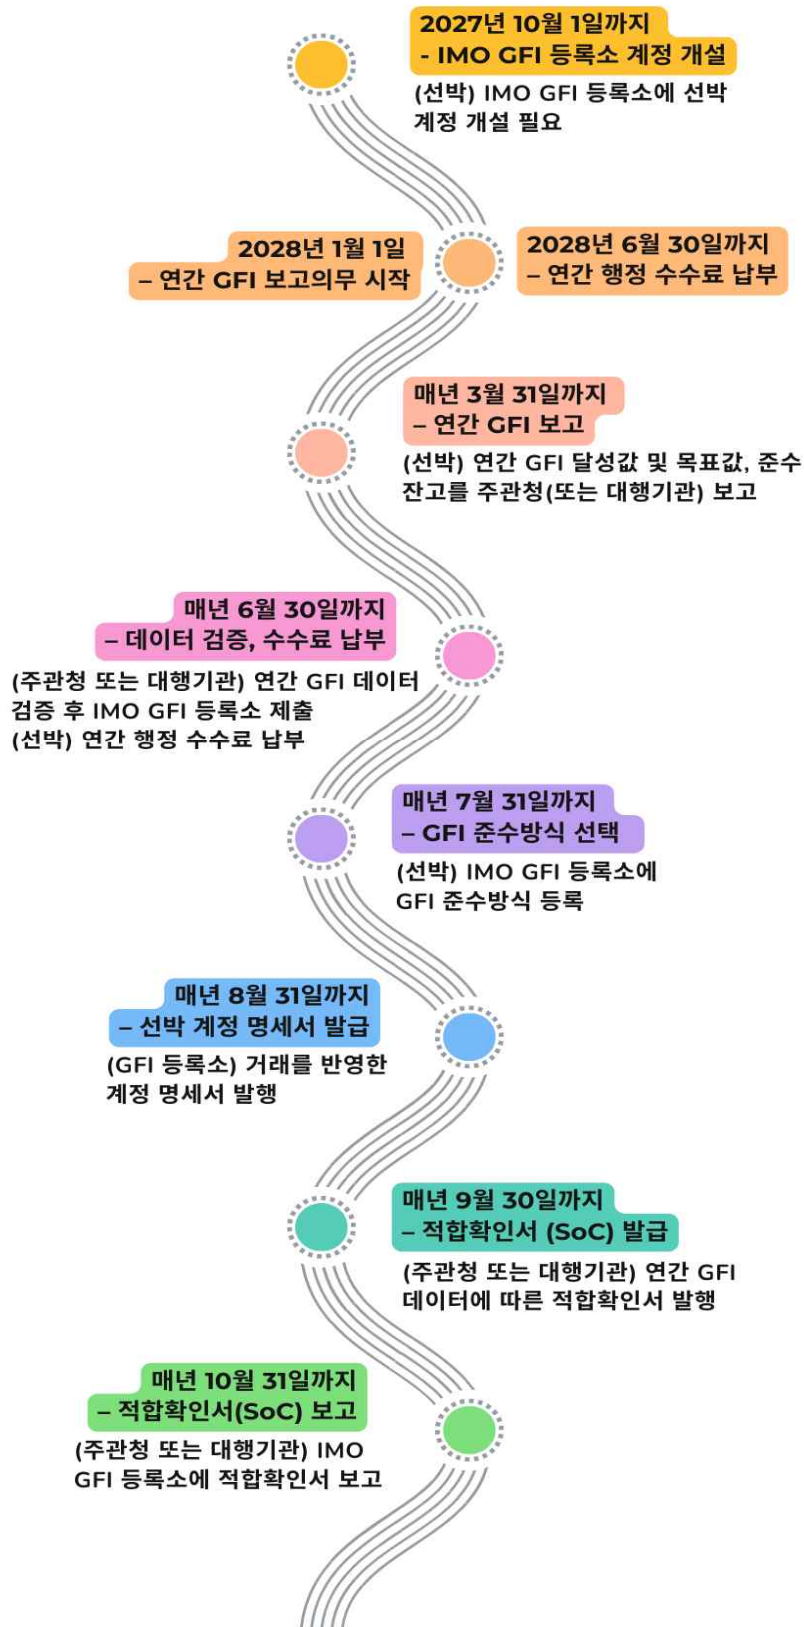 2027년 10월 1일까지
- IMO GFI 등록소 계정 개설
(선박) IMO GFI 등록소에 선박
계정 개설 필요
2028년 1월 1일
– 연간 GFI 보고의무 시작
2028년 6월 30일까지
– 연간 행정 수수료 납부
매년 3월 31일까지
– 연간 GFI 보고
(선박) 연간 GFI 달성값 및 목표값, 준수
잔고를 주관청(또는 대행기관) 보고
매년 6월 30일까지
– 데이터 검증, 수수료 납부
(주관청 또는 대행기관) 연간 GFI 데이터
검증 후 IMO GFI 등록소 제출
(선박) 연간 행정 수수료 납부
매년 7월 31일까지
– GFI 준수방식 선택
(선박) IMO GFI 등록소에
GFI 준수방식 등록
매년 8월 31일까지
– 선박 계정 명세서 발급
(GFI 등록소) 거래를 반영한
계정 명세서 발행
매년 9월 30일까지
– 적합확인서 (SoC) 발급
(주관청 또는 대행기관) 연간 GFI
데이터에 따른 적합확인서 발행
매년 10월 31일까지
– 적합확인서(SoC) 보고
(주관청 또는 대행기관) IMO
GFI 등록소에 적합확인서 보고